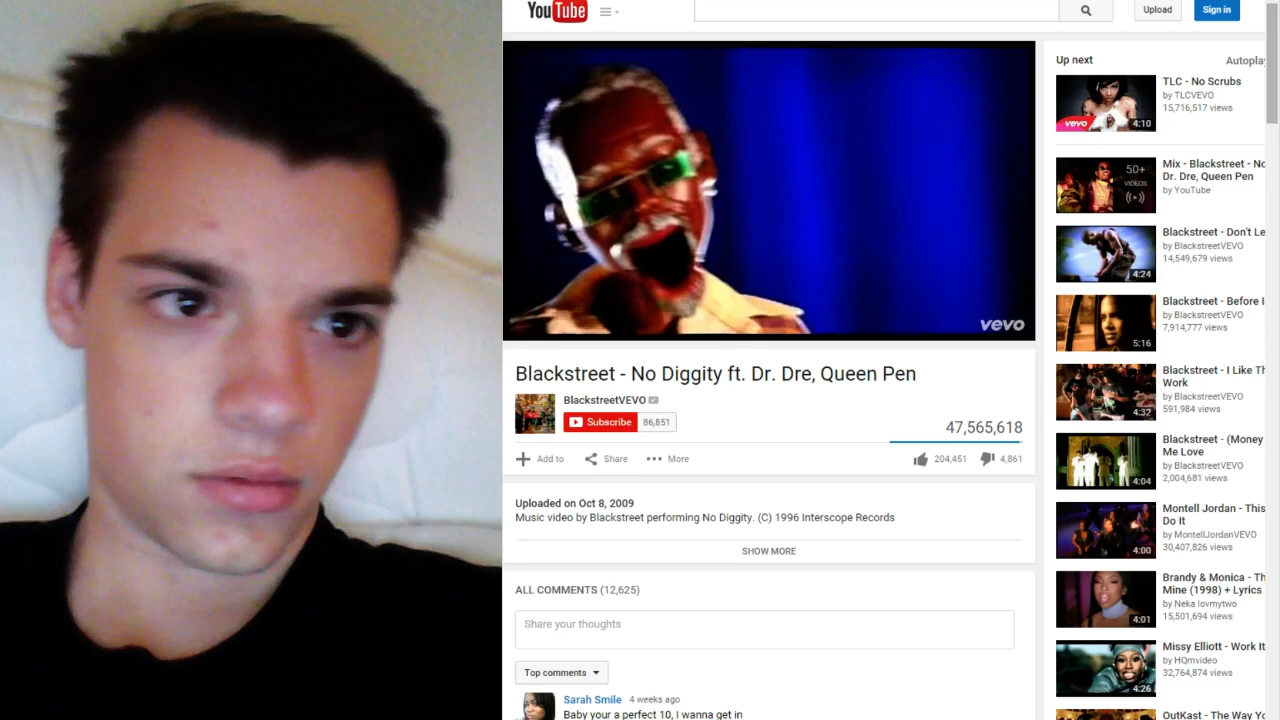 YouTube
Upload
Sign in
vevo
Blackstreet - No Diggity ft. Dr. Dre, Queen Pen
BlackstreetVEVO
Subscribe 86,851
47,565,618
Add to Share More
204,451 4,861
Uploaded on Oct 8, 2009
Music video by Blackstreet performing No Diggity. (C) 1996 Interscope Records
SHOW MORE
ALL COMMENTS (12,625)
Share your thoughts
Top comments
Sarah Smile 4 weeks ago
Baby your a perfect 10, I wanna get in
Up next
Autoplay
vevo
4:10
TLC - No Scrubs
by TLCVEVO
15,716,517 views
50+
VIDEOS
Mix - Blackstreet - No
Dr. Dre, Queen Pen
by YouTube
4:24
Blackstreet - Don't Le
by BlackstreetVEVO
14,549,679 views
5:16
Blackstreet - Before I
by BlackstreetVEVO
7,914,777 views
4:32
Blackstreet - I Like Th
Work
by BlackstreetVEVO
591,984 views
4:04
Blackstreet - (Money
Me Love
by BlackstreetVEVO
2,004,681 views
4:00
Montell Jordan - This
Do It
by MontellJordanVEVO
30,407,826 views
4:01
Brandy & Monica - Th
Mine (1998) + Lyrics
by Neka lovmytwo
15,501,694 views
4:26
Missy Elliott - Work It
by HQmvideo
32,764,874 views
OutKast - The Way Yo